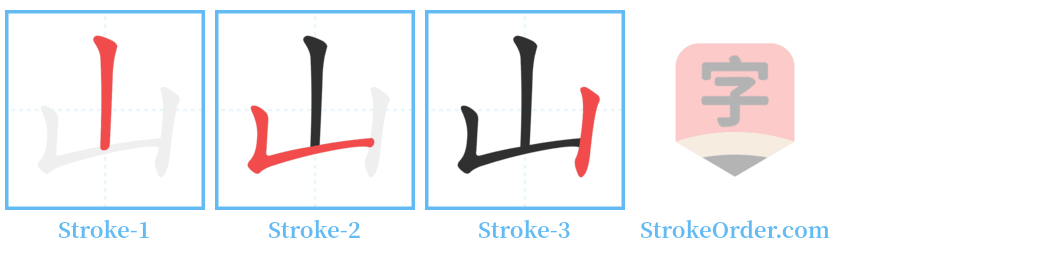 山 山 山 字
Stroke-1 Stroke-2 Stroke-3 StrokeOrder.com